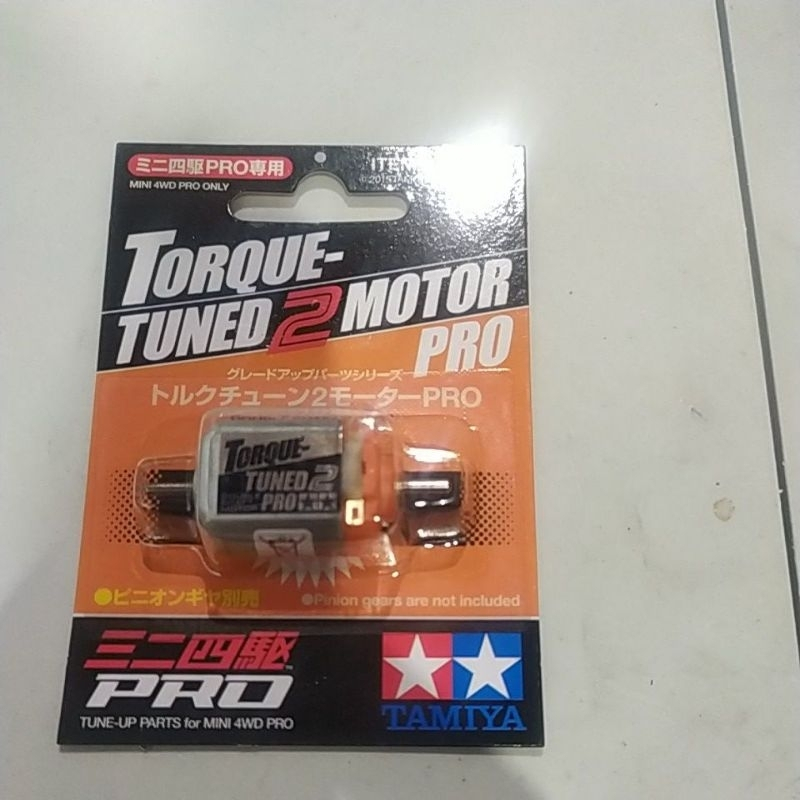 ミニ四駆PRO専用
MINI 4WD PRO ONLY
ITEM
TORQUE-
TUNED 2 MOTOR
PRO
グレードアップパーツシリーズ
トルクチューン2モーターPRO
TORQUE-
TUNED 2
PRO
●ピニオンギヤ別売
●Pinion gears are not included
ミニ四駆
PRO
TUNE-UP PARTS for MINI 4WD PRO
TAMIYA